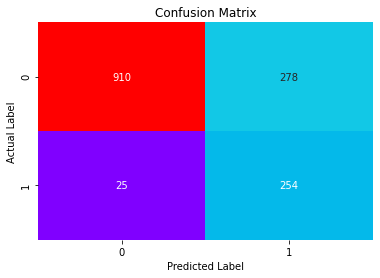 Confusion Matrix
Actual Label
0
910
278
1
25
254
0
1
Predicted Label